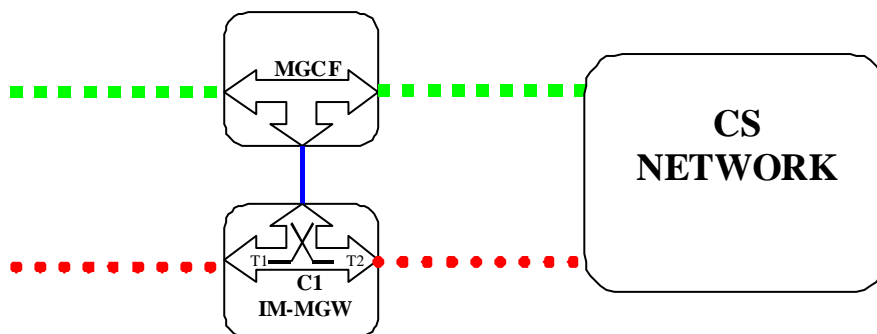 MGCF
CS
NETWORK
T1 T2
C1
IM-MGW